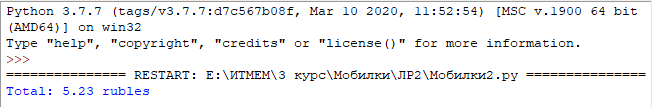 Python 3.7.7 (tags/v3.7.7:d7c567b08f, Mar 10 2020, 11:52:54) [MSC v.1900 64 bit
(AMD64)] on win32
Type "help", "copyright", "credits" or "license()" for more information.
>>>
=============== RESTART: E:\ИТМЕМ\3 курс\Мобилки\ЛР2\Мобилки2.py ===============
Total: 5.23 rubles